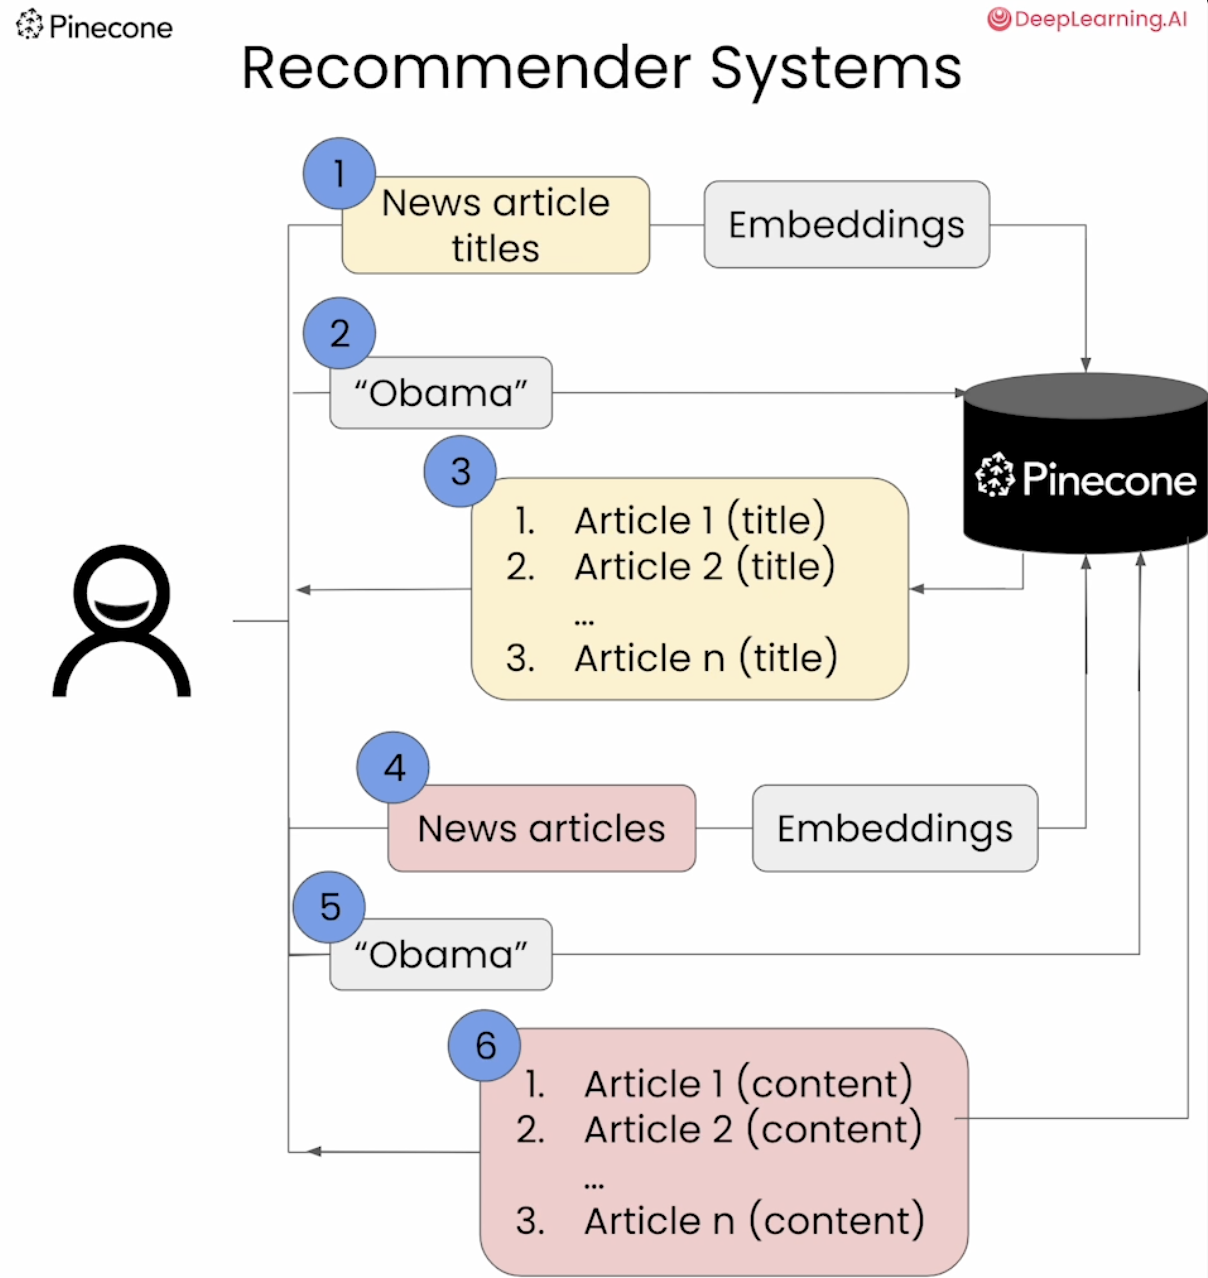 Pinecone
DeepLearning.AI
Recommender Systems
1
News article
titles
Embeddings
2
“Obama”
Pinecone
3
1. Article 1 (title)
2. Article 2 (title)
...
3. Article n (title)
4
News articles
Embeddings
5
“Obama”
6
1. Article 1 (content)
2. Article 2 (content)
...
3. Article n (content)